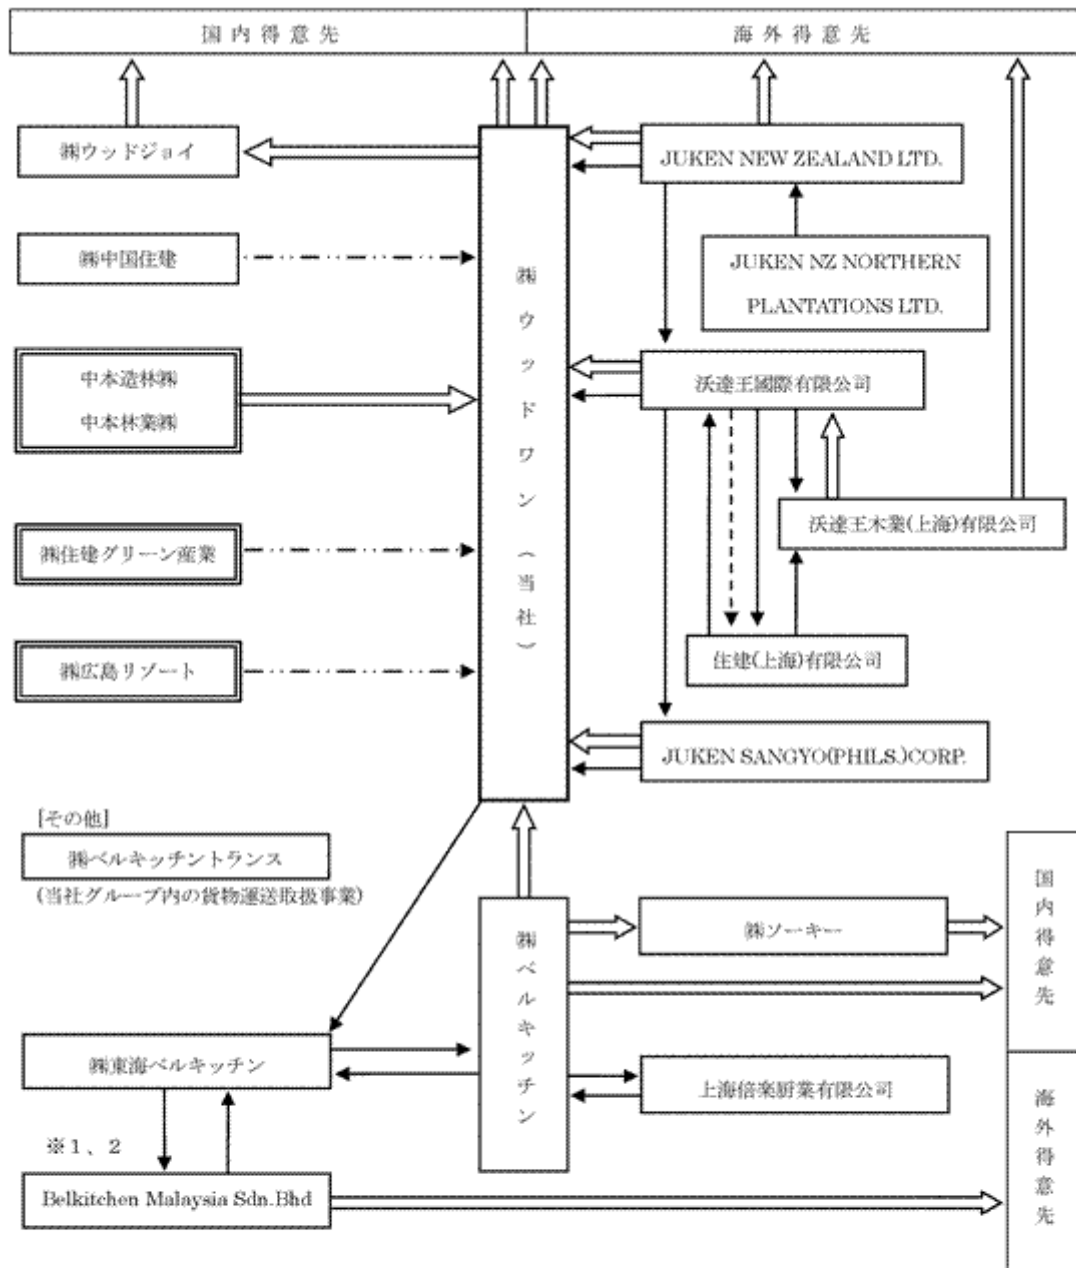 国内得意先
海外得意先
㈱ウッドジョイ
JUKEN NEW ZEALAND LTD.
㈱中国住建
JUKEN NZ NORTHERN
PLANTATIONS LTD.
㈱ウッドワン(当社)
中本造林㈱
中本林業㈱
沃達王國際有限公司
沃達王木業(上海)有限公司
㈱住建グリーン産業
住建(上海)有限公司
㈱広島リゾート
JUKEN SANGYO(PHILS.)CORP.
[その他]
㈱ベルキッチントランス
(当社グループ内の貨物運送取扱事業)
㈱ベルキッチン
㈱ソーキー
国内得意先
㈱東海ベルキッチン
上海倍楽厨業有限公司
海外得意先
※1、2
Belkitchen Malaysia Sdn.Bhd